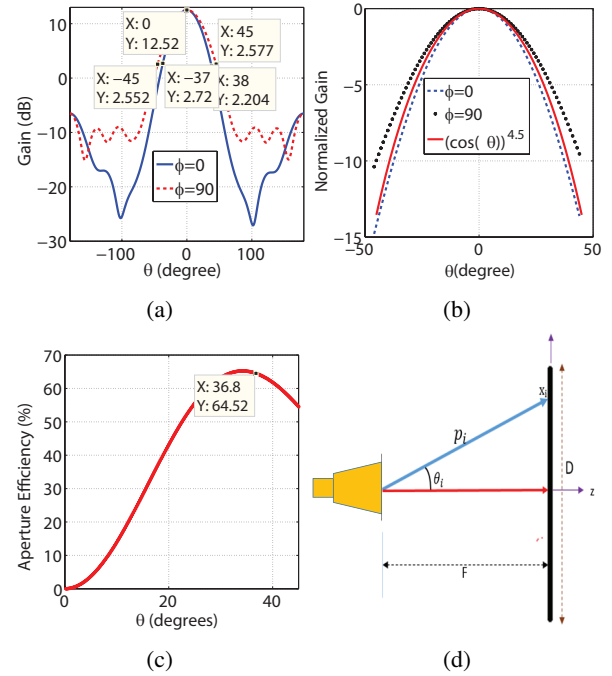 X: 0
Y: 12.52
X: 45
Y: 2.577
X: −45
Y: 2.552
X: −37
Y: 2.72
X: 38
Y: 2.204
10
0
−10
−20
−30
Gain (dB)
ϕ=0
ϕ=90
−100 0 100
θ (degree)
(a)
0
−5
−10
−15
Normalized Gain
ϕ=0
ϕ=90
(cos( θ))^4.5
−50 0 50
θ(degree)
(b)
70
60
50
40
30
20
10
0
Aperture Efficiency (%)
X: 36.8
Y: 64.52
0 20 40
θ (degrees)
(c)
x_i
p_i
D
θ_i
z
F
(d)